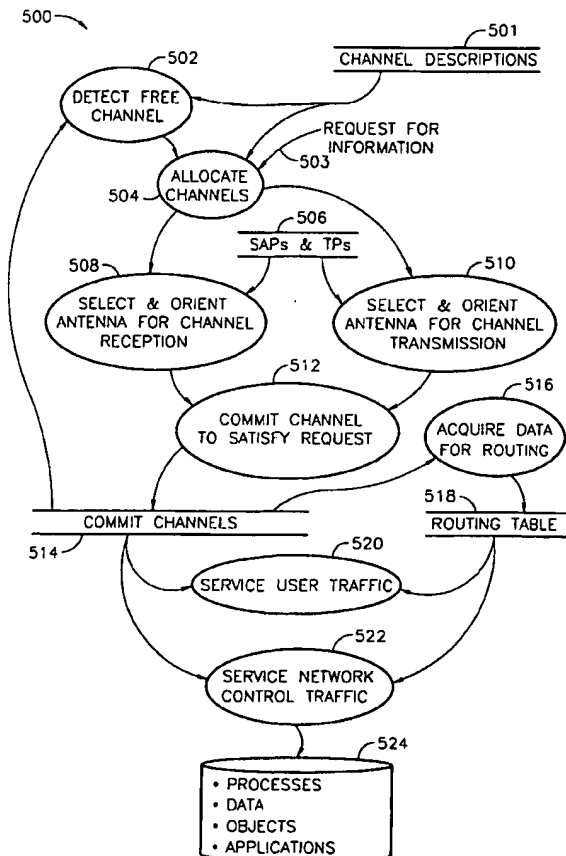 500
501
CHANNEL DESCRIPTIONS
502
DETECT FREE
CHANNEL
REQUEST FOR
INFORMATION
503
ALLOCATE
CHANNELS
504
506
SAPs & TPs
508
SELECT & ORIENT
ANTENNA FOR CHANNEL
RECEPTION
510
SELECT & ORIENT
ANTENNA FOR CHANNEL
TRANSMISSION
512
COMMIT CHANNEL
TO SATISFY REQUEST
516
ACQUIRE DATA
FOR ROUTING
COMMIT CHANNELS
514
518
ROUTING TABLE
520
SERVICE USER TRAFFIC
522
SERVICE NETWORK
CONTROL TRAFFIC
524
• PROCESSES
• DATA
• OBJECTS
• APPLICATIONS